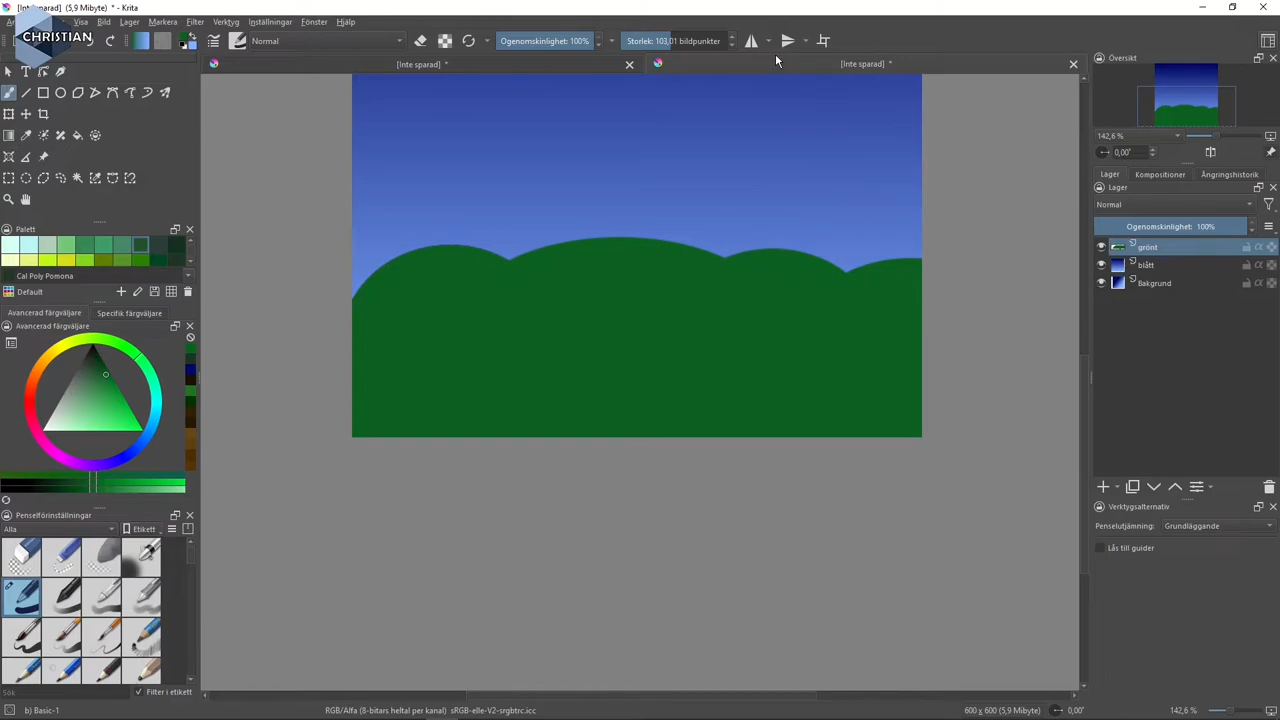 [Inte sparad] (5,9 Mibyte) * - Krita
CHRISTIAN
Visa Bild Lager Markera Filter Verktyg Inställningar Fönster Hjälp
Normal
Ogenomskinlighet: 100%
Storlek: 103,01 bildpunkter
[Inte sparad] *
[Inte sparad] *
Översikt
142,6 %
0,00°
Lager Kompositioner Ångringshistorik
Lager
Normal
Ogenomskinlighet: 100%
grönt
blått
Bakgrund
Palett
Cal Poly Pomona
Default
Avancerad färgväljare Specifik färgväljare
Avancerad färgväljare
Penselförinställningar
Alla
Etikett
Sök
Filter i etikett
Verktygsalternativ
Penselutjämning: Grundläggande
Lås till guider
b) Basic-1
RGB/Alfa (8-bitars heltal per kanal) sRGB-elle-V2-srgbtrc.icc
600 x 600 (5,9 Mibyte)
0,00°
142,6 %